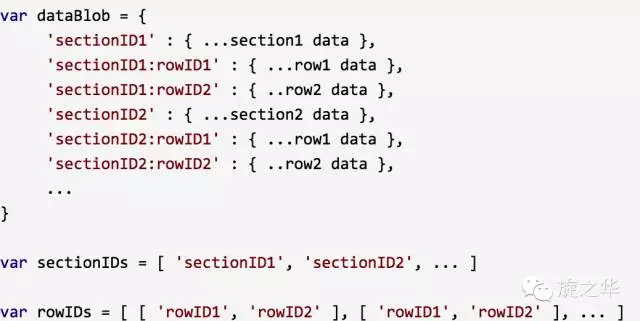 var dataBlob = {
     'sectionID1' : { ...section1 data },
     'sectionID1:rowID1' : { ...row1 data },
     'sectionID1:rowID2' : { ..row2 data },
     'sectionID2' : { ...section2 data },
     'sectionID2:rowID1' : { ...row1 data },
     'sectionID2:rowID2' : { ..row2 data },
     ...
}
var sectionIDs = [ 'sectionID1', 'sectionID2', ... ]
旋之华
var rowIDs = [ [ 'rowID1', 'rowID2' ], [ 'rowID1', 'rowID2' ], ... ]